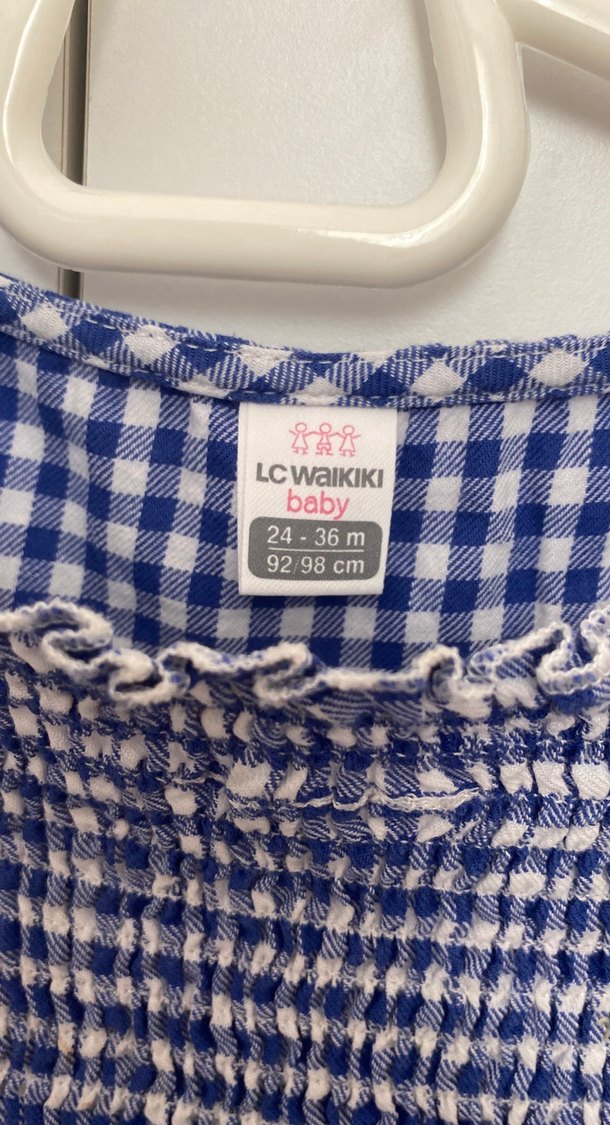 LC WAIKIKI
baby
24 - 36 m
92/98 cm